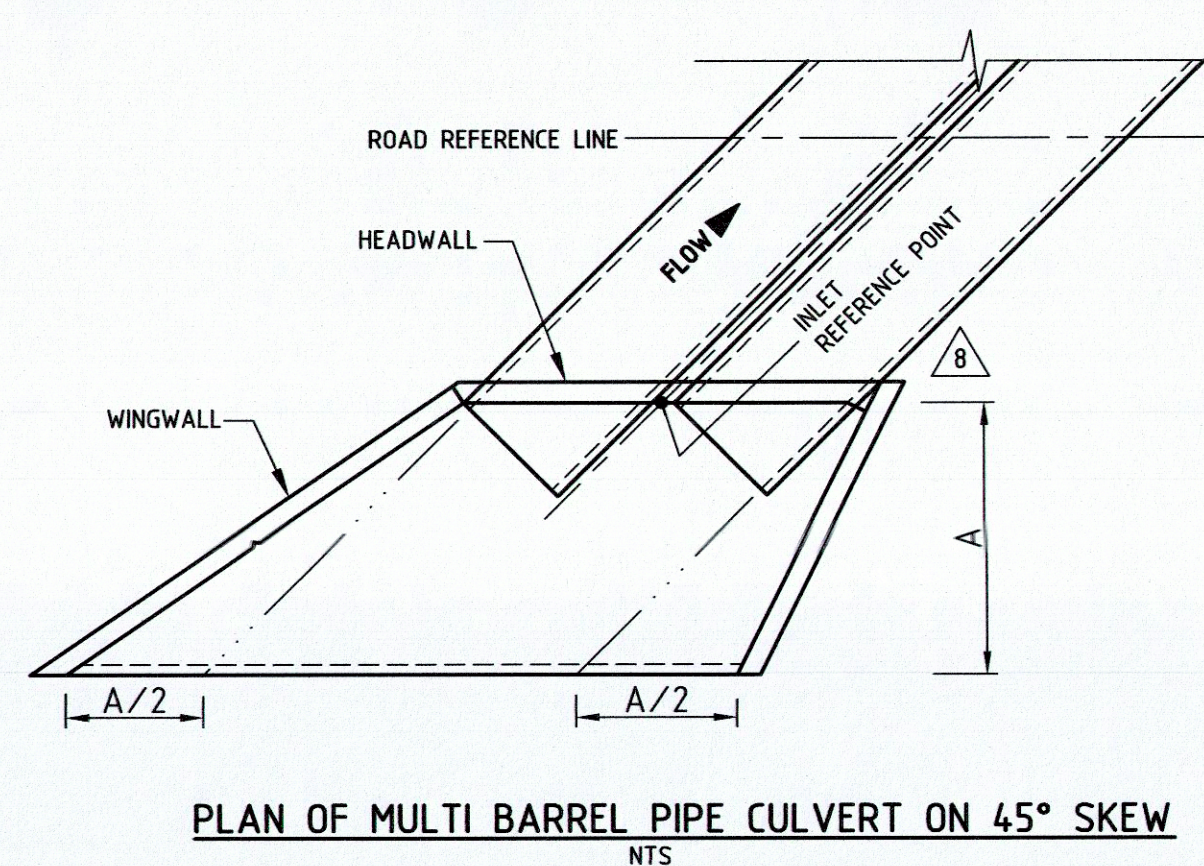 ROAD REFERENCE LINE
HEADWALL
FLOW
INLET
REFERENCE POINT
8
WINGWALL
A
A/2
A/2
PLAN OF MULTI BARREL PIPE CULVERT ON 45° SKEW
NTS